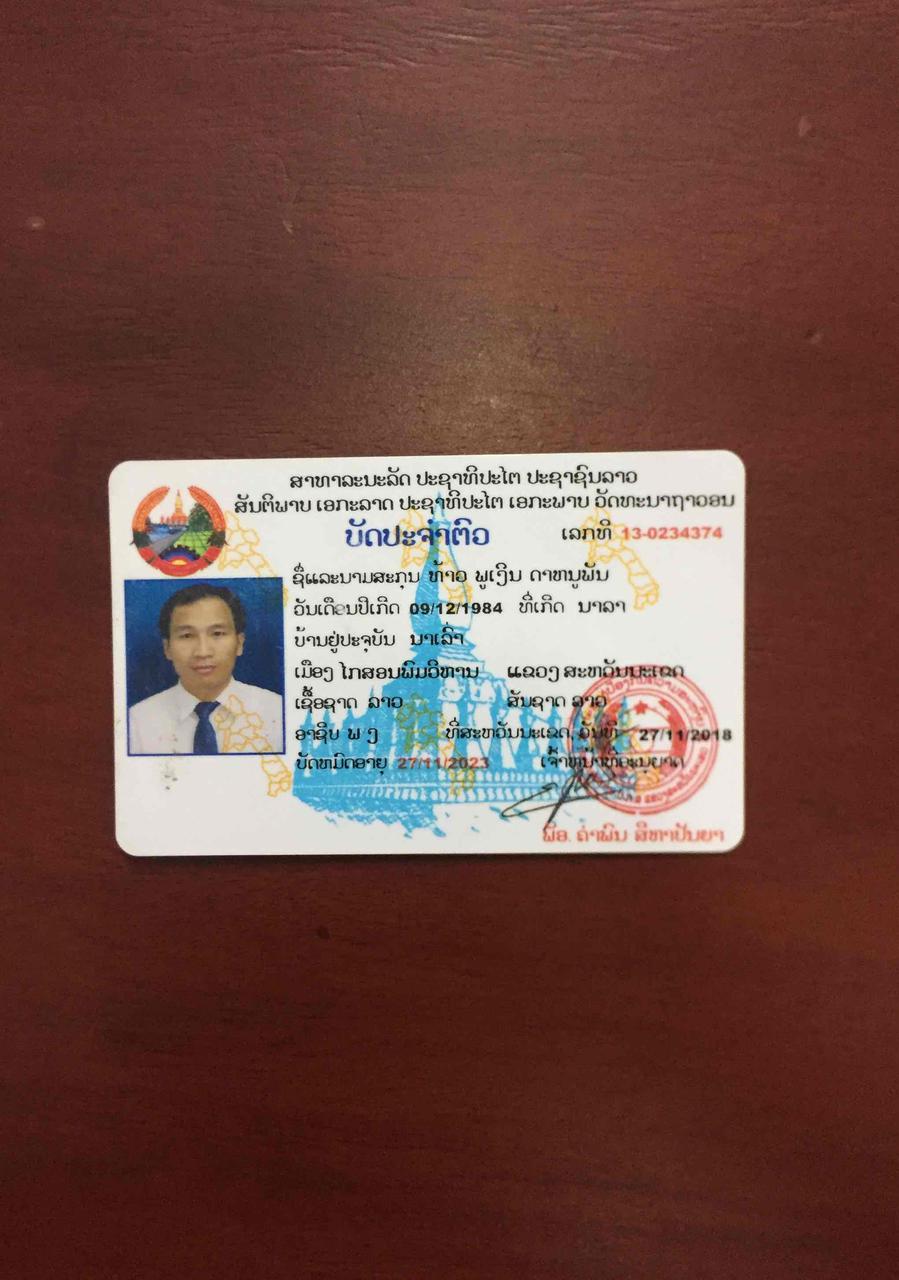 ສາທາລະນະລັດ ປະຊາທິປະໄຕ ປະຊາຊົນລາວ
ສັນຕິພາບ ເອກະລາດ ປະຊາທິປະໄຕ ເອກະພາບ ວັດທະນາຖາວອນ
ບັດປະຈຳຕົວ
ເລກທີ 13-0234374
ຊື່ແລະນາມສະກຸນ ທ້າວ ພູເງິນ ດາຫນູພັນ
ວັນເດືອນປີເກີດ 09/12/1984 ທີ່ເກີດ ນາລາ
ບ້ານຢູ່ປະຈຸບັນ ນາເລົາ
ເມືອງ ໄກສອນພົມວິຫານ ແຂວງ ສະຫວັນນະເຂດ
ເຊື້ອຊາດ ລາວ ສັນຊາດ ລາວ
ອາຊີບ ພ ງ ທີ່ສະຫວັນນະເຂດ, ວັນທີ 27/11/2018
ບັດຫມົດອາຍຸ 27/11/2023 ເຈົ້າຫນ້າທີ່ອະນຸຍາດ
ພັອ. ຄຳພັນ ສີຫາປັນຍາ